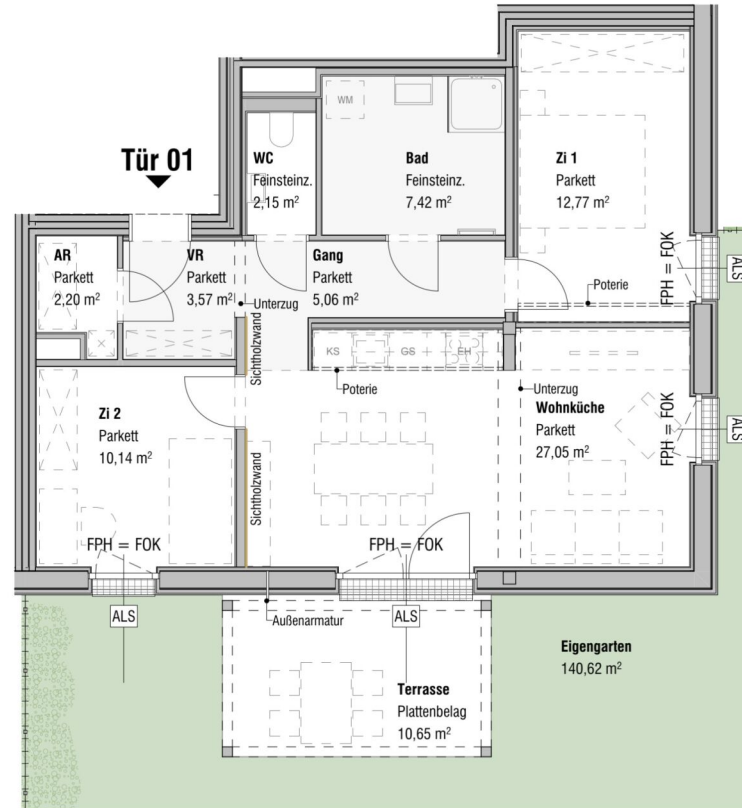 Tür 01
WC
Feinsteinz.
2,15 m²
WM
Bad
Feinsteinz.
7,42 m²
Zi 1
Parkett
12,77 m²
AR
Parkett
2,20 m²
VR
Parkett
3,57 m²
Gang
Parkett
5,06 m²
Unterzug
Poterie
FPH = FOK
ALS
Sichtholzwand
KS
GS
EH
Poterie
Unterzug
Zi 2
Parkett
10,14 m²
Wohnküche
Parkett
27,05 m²
FPH = FOK
ALS
Sichtholzwand
FPH = FOK
FPH = FOK
ALS
ALS
Außenarmatur
Terrasse
Plattenbelag
10,65 m²
Eigengarten
140,62 m²